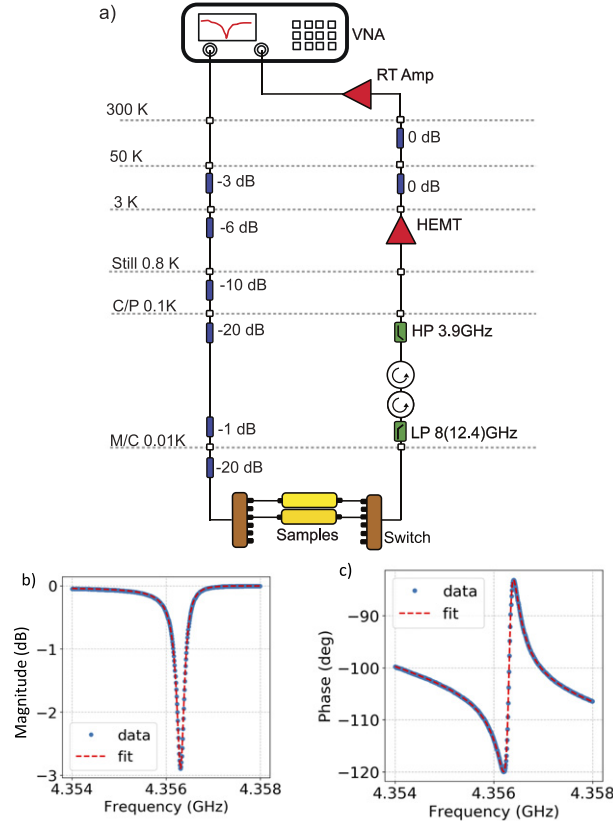 a)
VNA
RT Amp
300 K
0 dB
50 K
-3 dB
0 dB
3 K
-6 dB
HEMT
Still 0.8 K
-10 dB
C/P 0.1K
-20 dB
HP 3.9GHz
-1 dB
LP 8(12.4)GHz
M/C 0.01K
-20 dB
Samples
Switch
b)
0
-1
-2
-3
Magnitude (dB)
data
fit
4.354
4.356
4.358
Frequency (GHz)
c)
data
fit
−90
−100
−110
−120
Phase (deg)
4.354
4.356
4.358
Frequency (GHz)